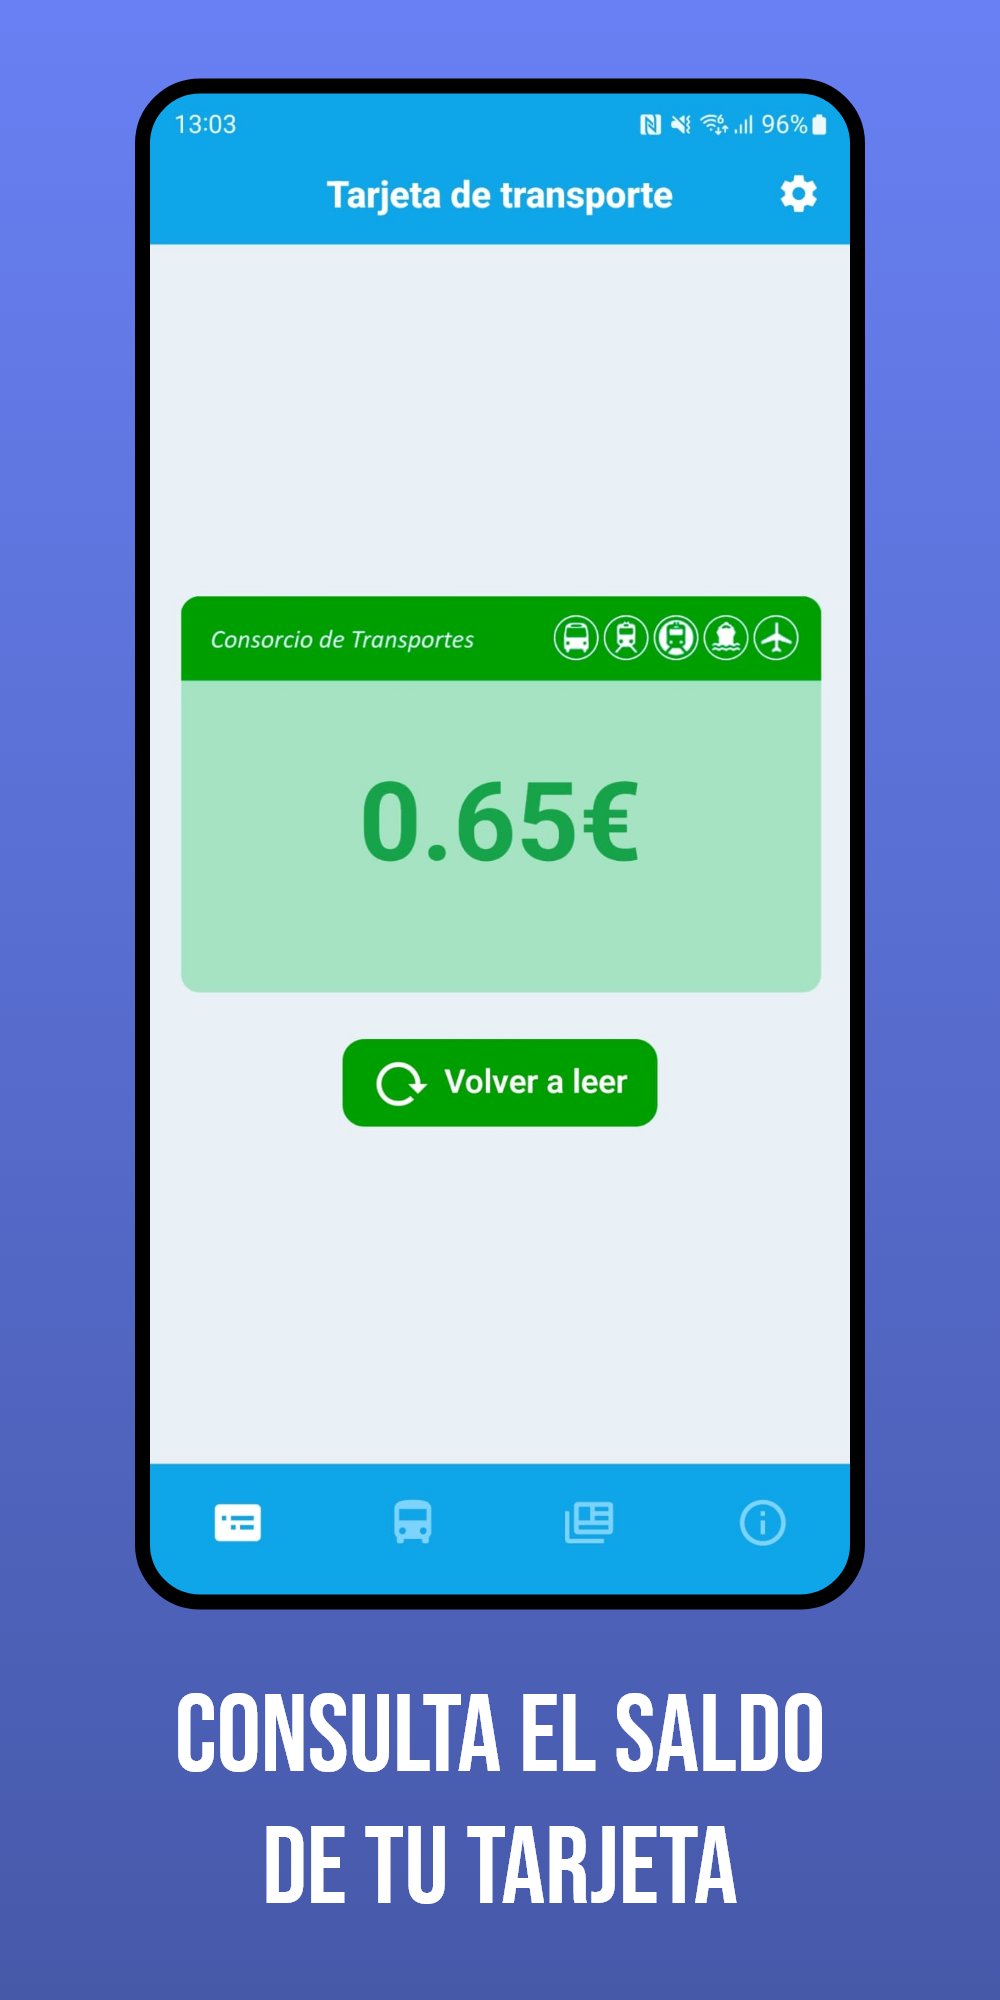 13:03
96%
Tarjeta de transporte
Consorcio de Transportes
0.65€
Volver a leer
CONSULTA EL SALDO
DE TU TARJETA